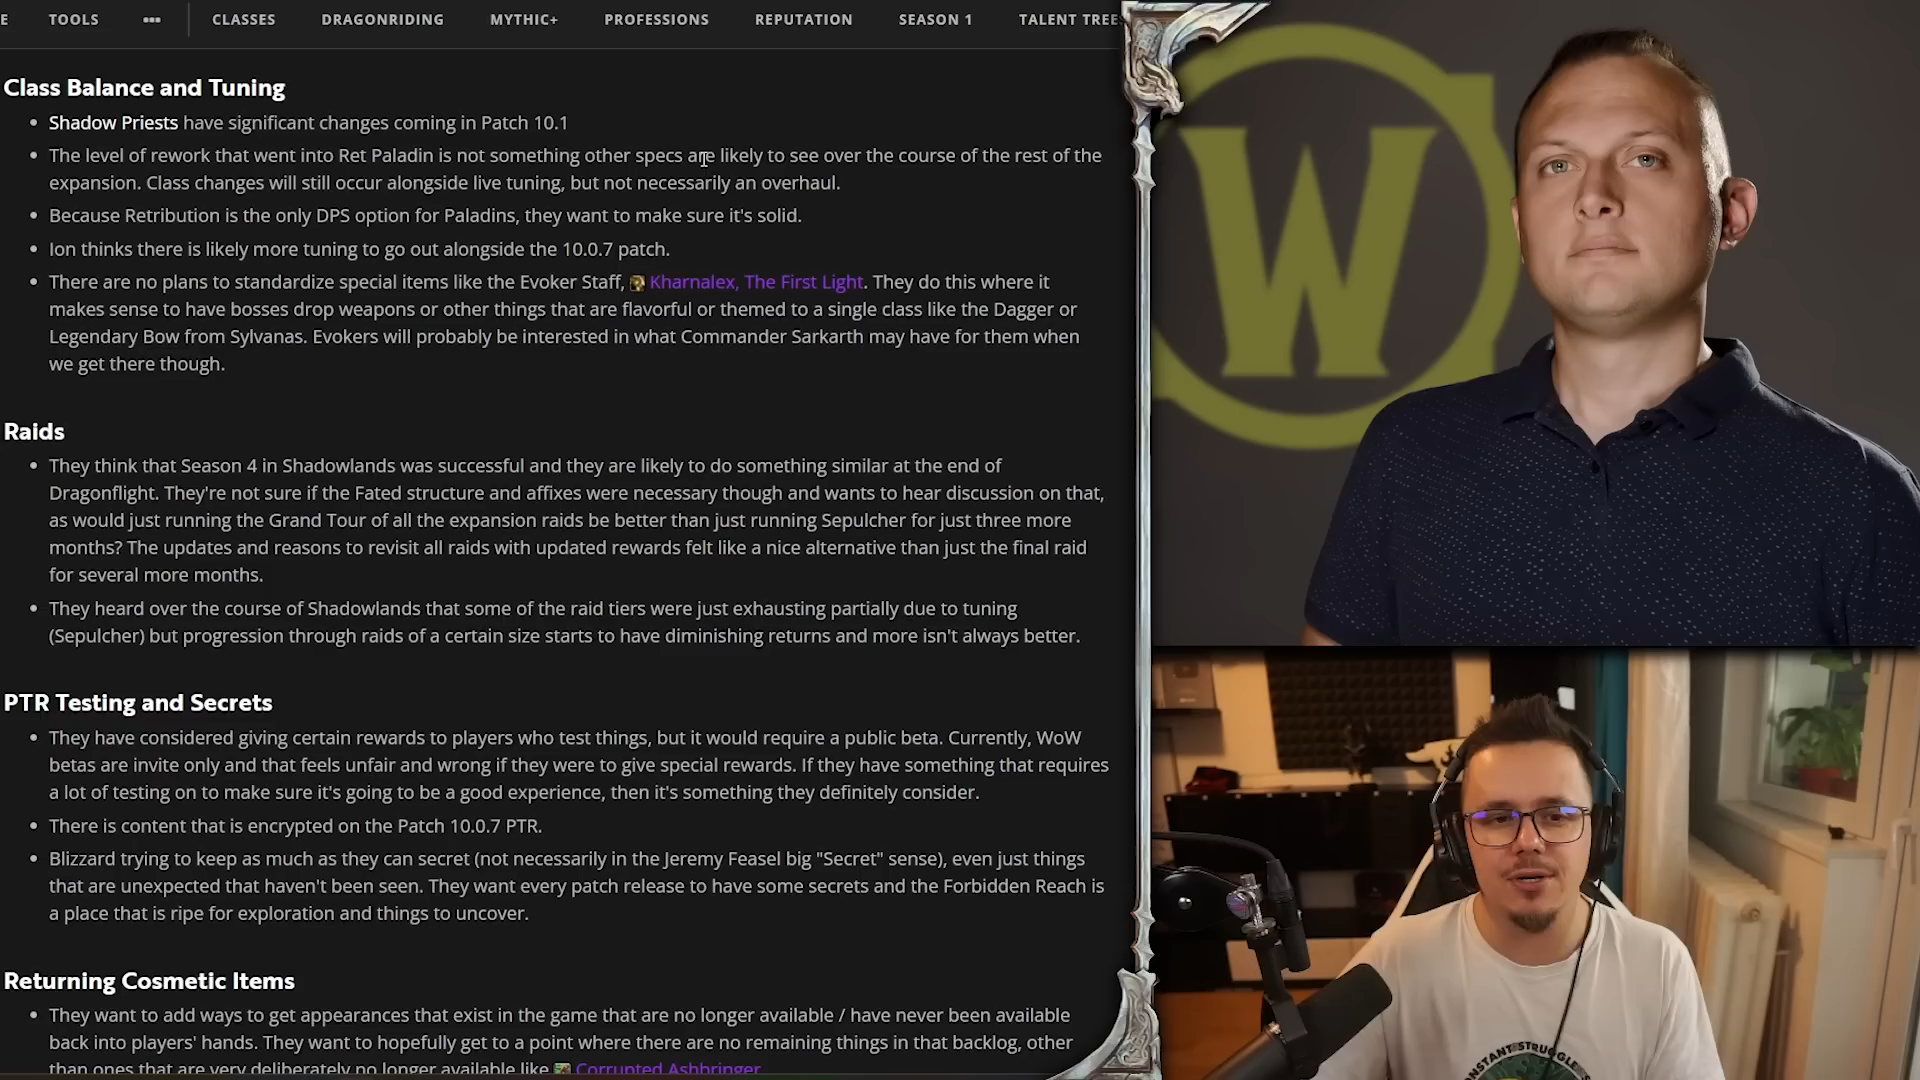 E TOOLS ••• CLASSES DRAGONRIDING MYTHIC+ PROFESSIONS REPUTATION SEASON 1 TALENT TREE
Class Balance and Tuning
• Shadow Priests have significant changes coming in Patch 10.1
• The level of rework that went into Ret Paladin is not something other specs are likely to see over the course of the rest of the
expansion. Class changes will still occur alongside live tuning, but not necessarily an overhaul.
• Because Retribution is the only DPS option for Paladins, they want to make sure it's solid.
• Ion thinks there is likely more tuning to go out alongside the 10.0.7 patch.
• There are no plans to standardize special items like the Evoker Staff, Kharnalex, The First Light. They do this where it
makes sense to have bosses drop weapons or other things that are flavorful or themed to a single class like the Dagger or
Legendary Bow from Sylvanas. Evokers will probably be interested in what Commander Sarkarth may have for them when
we get there though.
Raids
• They think that Season 4 in Shadowlands was successful and they are likely to do something similar at the end of
Dragonflight. They're not sure if the Fated structure and affixes were necessary though and wants to hear discussion on that,
as would just running the Grand Tour of all the expansion raids be better than just running Sepulcher for just three more
months? The updates and reasons to revisit all raids with updated rewards felt like a nice alternative than just the final raid
for several more months.
• They heard over the course of Shadowlands that some of the raid tiers were just exhausting partially due to tuning
(Sepulcher) but progression through raids of a certain size starts to have diminishing returns and more isn't always better.
PTR Testing and Secrets
• They have considered giving certain rewards to players who test things, but it would require a public beta. Currently, WoW
betas are invite only and that feels unfair and wrong if they were to give special rewards. If they have something that requires
a lot of testing on to make sure it's going to be a good experience, then it's something they definitely consider.
• There is content that is encrypted on the Patch 10.0.7 PTR.
• Blizzard trying to keep as much as they can secret (not necessarily in the Jeremy Feasel big "Secret" sense), even just things
that are unexpected that haven't been seen. They want every patch release to have some secrets and the Forbidden Reach is
a place that is ripe for exploration and things to uncover.
Returning Cosmetic Items
• They want to add ways to get appearances that exist in the game that are no longer available / have never been available
back into players' hands. They want to hopefully get to a point where there are no remaining things in that backlog, other
than ones that are very deliberately no longer available like Corrupted Ashbringer
W
CONSTANT STRUGGLE